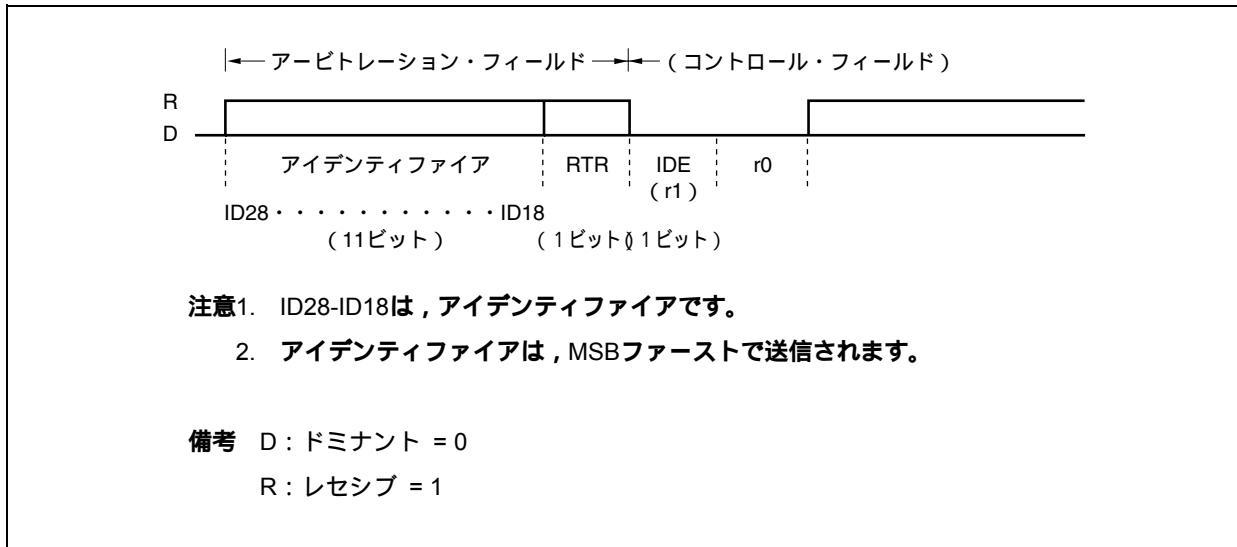 アービトレーション・フィールド (コントロール・フィールド)
R
D
アイデンティファイア RTR IDE r0
(r1)
ID28・・・・・・・・・・・ID18
(11ビット) (1ビット)(1ビット)
注意1. ID28-ID18は，アイデンティファイアです。
2. アイデンティファイアは，MSBファーストで送信されます。
備考 D：ドミナント = 0
R：レセシブ = 1